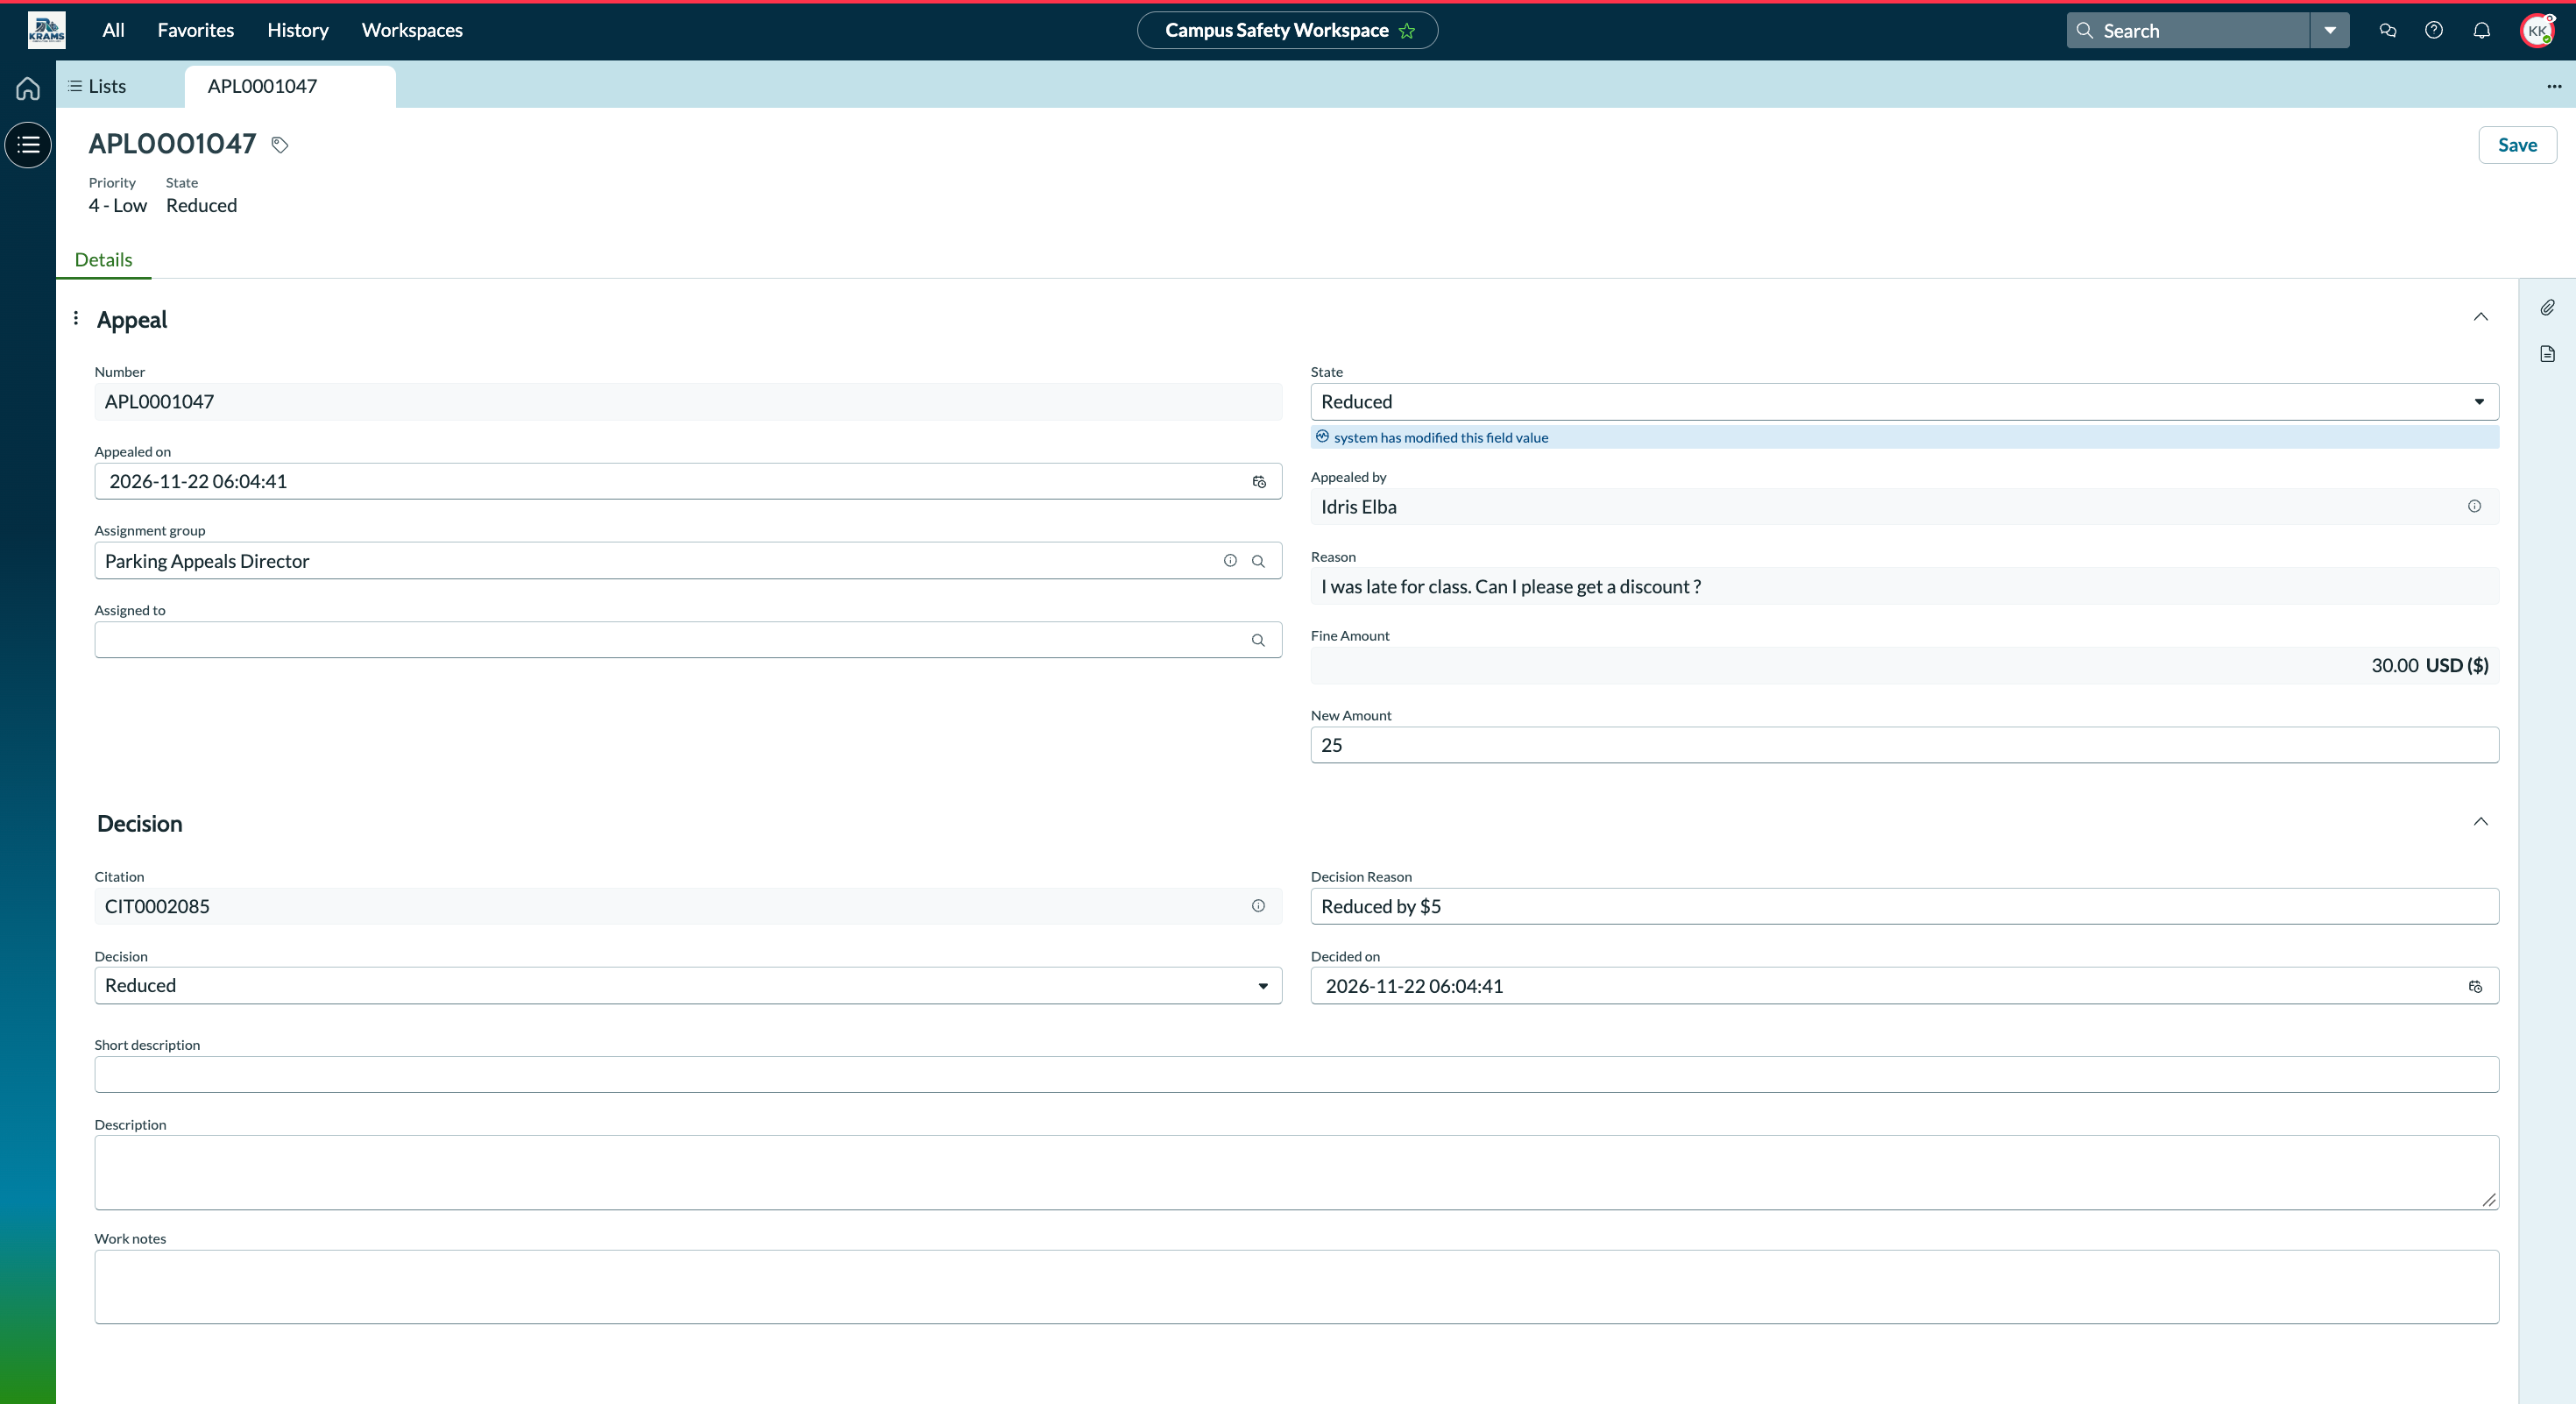 KRAMS
All
Favorites
History
Workspaces
Campus Safety Workspace
Search
KK
Lists
APL0001047
APL0001047
Save
Priority
State
4 - Low
Reduced
Details
Appeal
Number
APL0001047
State
Reduced
system has modified this field value
Appealed on
2026-11-22 06:04:41
Appealed by
Idris Elba
Assignment group
Parking Appeals Director
Reason
I was late for class. Can I please get a discount ?
Assigned to
Fine Amount
30.00 USD ($)
New Amount
25
Decision
Citation
CIT0002085
Decision Reason
Reduced by $5
Decision
Reduced
Decided on
2026-11-22 06:04:41
Short description
Description
Work notes